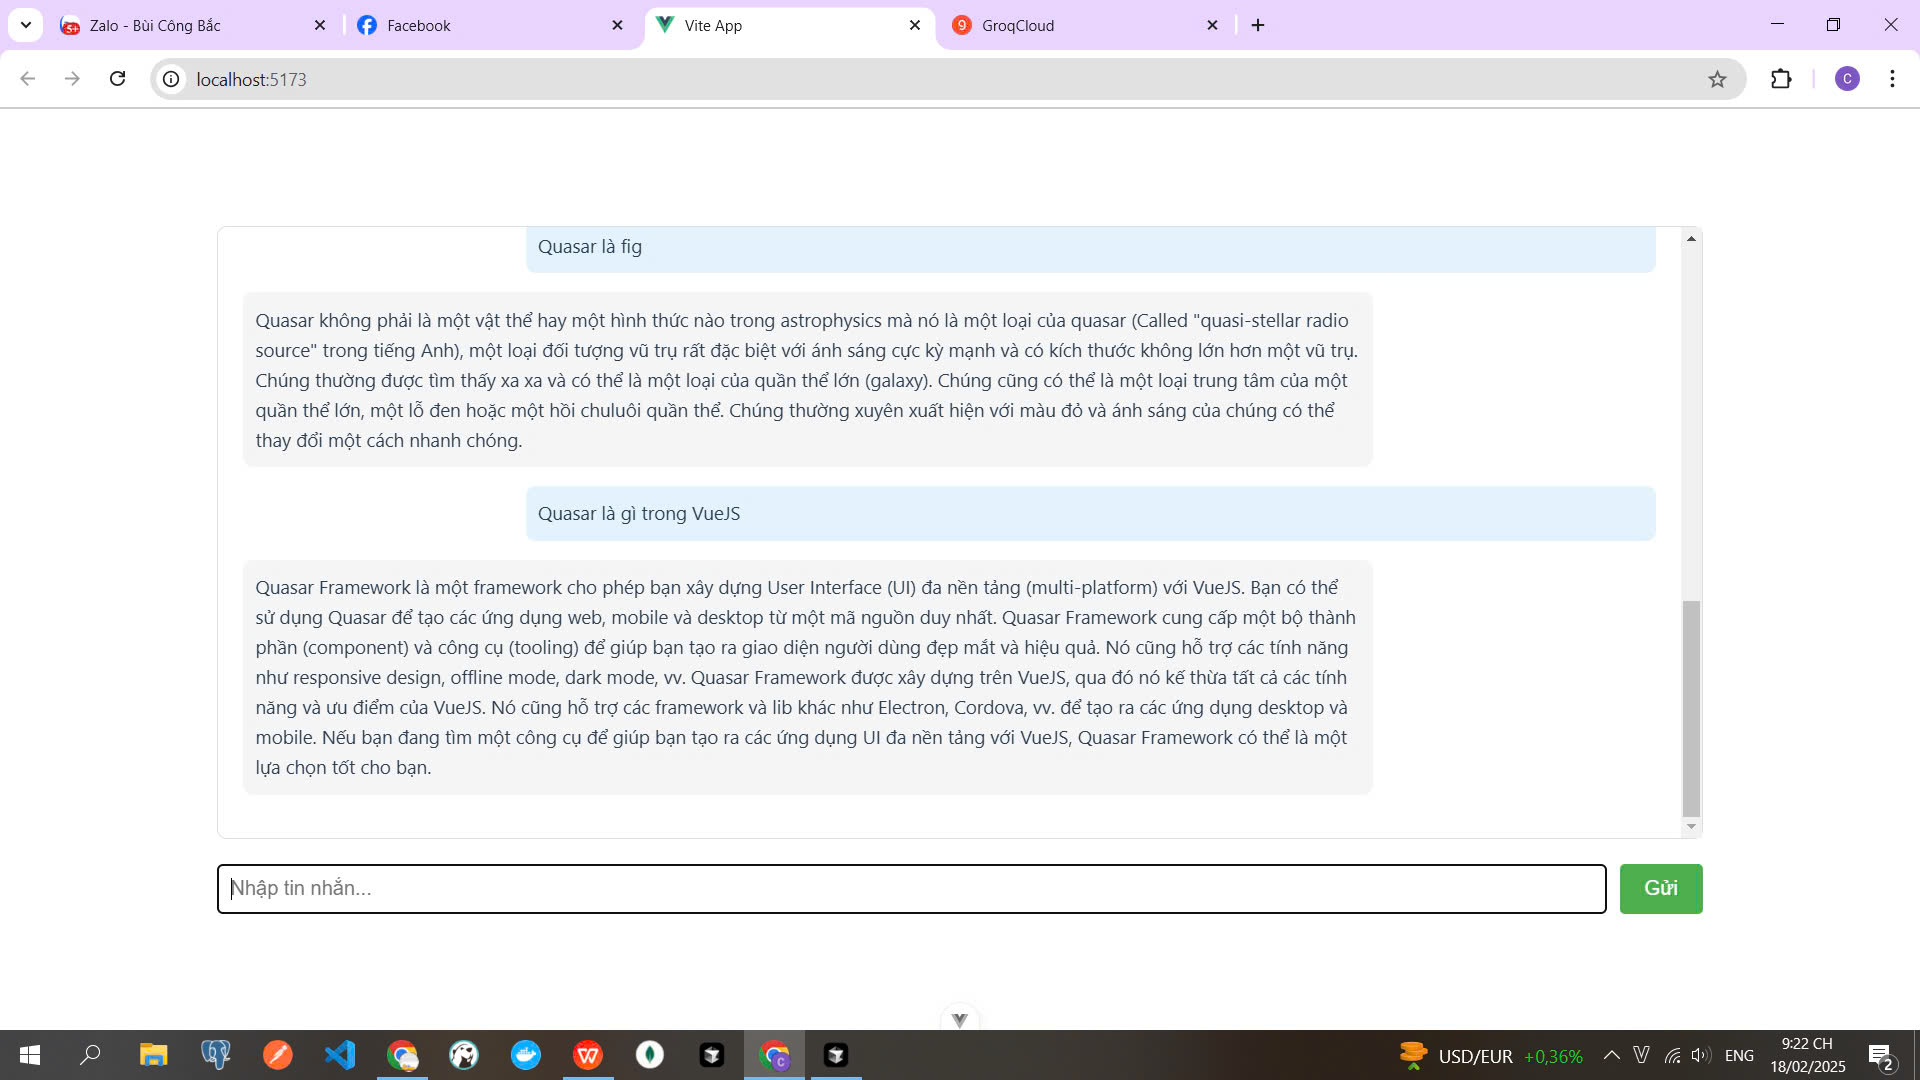 Zalo - Bùi Công Bắc
Facebook
Vite App
GroqCloud
localhost:5173
C
Quasar là fig
Quasar không phải là một vật thể hay một hình thức nào trong astrophysics mà nó là một loại của quasar (Called "quasi-stellar radio
source" trong tiếng Anh), một loại đối tượng vũ trụ rất đặc biệt với ánh sáng cực kỳ mạnh và có kích thước không lớn hơn một vũ trụ.
Chúng thường được tìm thấy xa xa và có thể là một loại của quần thể lớn (galaxy). Chúng cũng có thể là một loại trung tâm của một
quần thể lớn, một lỗ đen hoặc một hồi chuluôi quần thể. Chúng thường xuyên xuất hiện với màu đỏ và ánh sáng của chúng có thể
thay đổi một cách nhanh chóng.
Quasar là gì trong VueJS
Quasar Framework là một framework cho phép bạn xây dựng User Interface (UI) đa nền tảng (multi-platform) với VueJS. Bạn có thể
sử dụng Quasar để tạo các ứng dụng web, mobile và desktop từ một mã nguồn duy nhất. Quasar Framework cung cấp một bộ thành
phần (component) và công cụ (tooling) để giúp bạn tạo ra giao diện người dùng đẹp mắt và hiệu quả. Nó cũng hỗ trợ các tính năng
như responsive design, offline mode, dark mode, vv. Quasar Framework được xây dựng trên VueJS, qua đó nó kế thừa tất cả các tính
năng và ưu điểm của VueJS. Nó cũng hỗ trợ các framework và lib khác như Electron, Cordova, vv. để tạo ra các ứng dụng desktop và
mobile. Nếu bạn đang tìm một công cụ để giúp bạn tạo ra các ứng dụng UI đa nền tảng với VueJS, Quasar Framework có thể là một
lựa chọn tốt cho bạn.
Nhập tin nhắn...
Gửi
USD/EUR +0,36%
ENG
9:22 CH
18/02/2025
2